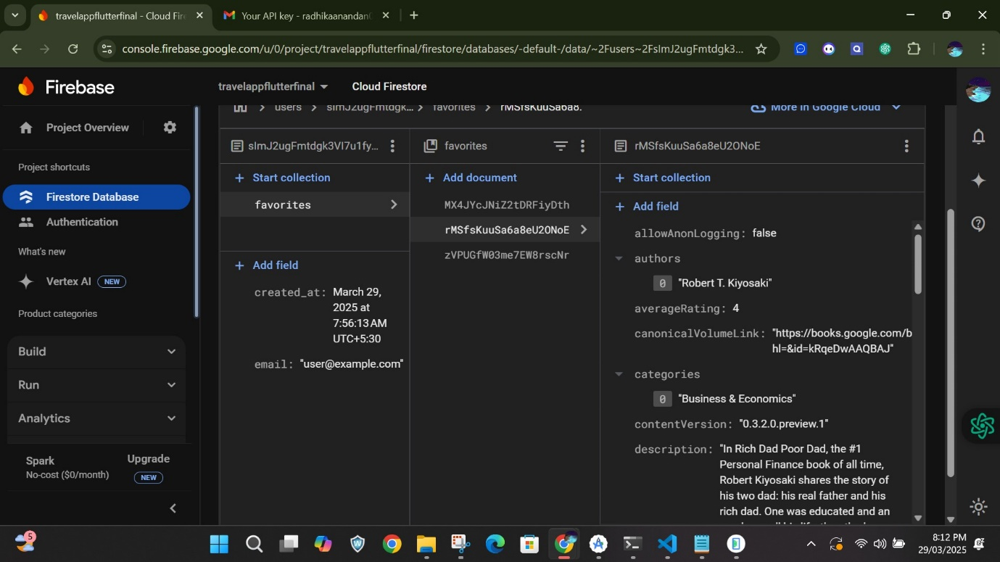 travelappflutterfinal - Cloud Fire
Your API key - radhikaanandan
console.firebase.google.com/u/0/project/travelappflutterfinal/firestore/databases/-default-/data/~2Fusers~2FsImJ2ugFmtdgk3...
Firebase
travelappflutterfinal
Cloud Firestore
users
sImJ2ugFmtdgk...
favorites
rMSfsKuuSa6a8.
More in Google Cloud
Project Overview
Project shortcuts
Firestore Database
Authentication
What's new
Vertex AI NEW
Product categories
Build
Run
Analytics
Spark
No-cost ($0/month)
Upgrade
NEW
sImJ2ugFmtdgk3VI7u1fy...
+ Start collection
favorites
+ Add field
created_at: March 29,
2025 at
7:56:13 AM
UTC+5:30
email: "user@example.com"
favorites
+ Add document
MX4JYcJNiZ2tDRFiyDth
rMSfsKuuSa6a8eU2ONoE
zVPUGfW03me7EW8rscNr
rMSfsKuuSa6a8eU2ONoE
+ Start collection
+ Add field
allowAnonLogging: false
authors
0 "Robert T. Kiyosaki"
averageRating: 4
canonicalVolumeLink: "https://books.google.com/b
hl=&id=kRqeDwAAQBAJ"
categories
0 "Business & Economics"
contentVersion: "0.3.2.0.preview.1"
description: "In Rich Dad Poor Dad, the #1
Personal Finance book of all time,
Robert Kiyosaki shares the story of
his two dad: his real father and his
rich dad. One was educated and an
5
8:12 PM
29/03/2025